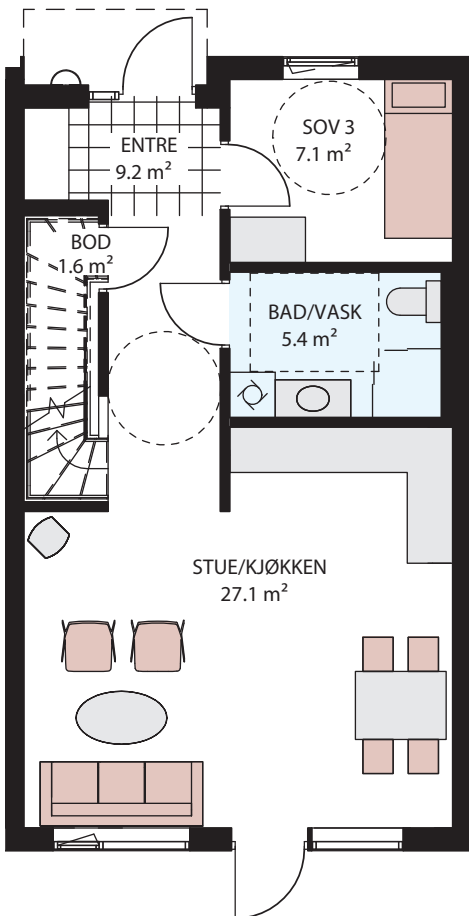 ENTRE
9.2 m²
SOV 3
7.1 m²
BOD
1.6 m²
BAD/VASK
5.4 m²
STUE/KJØKKEN
27.1 m²